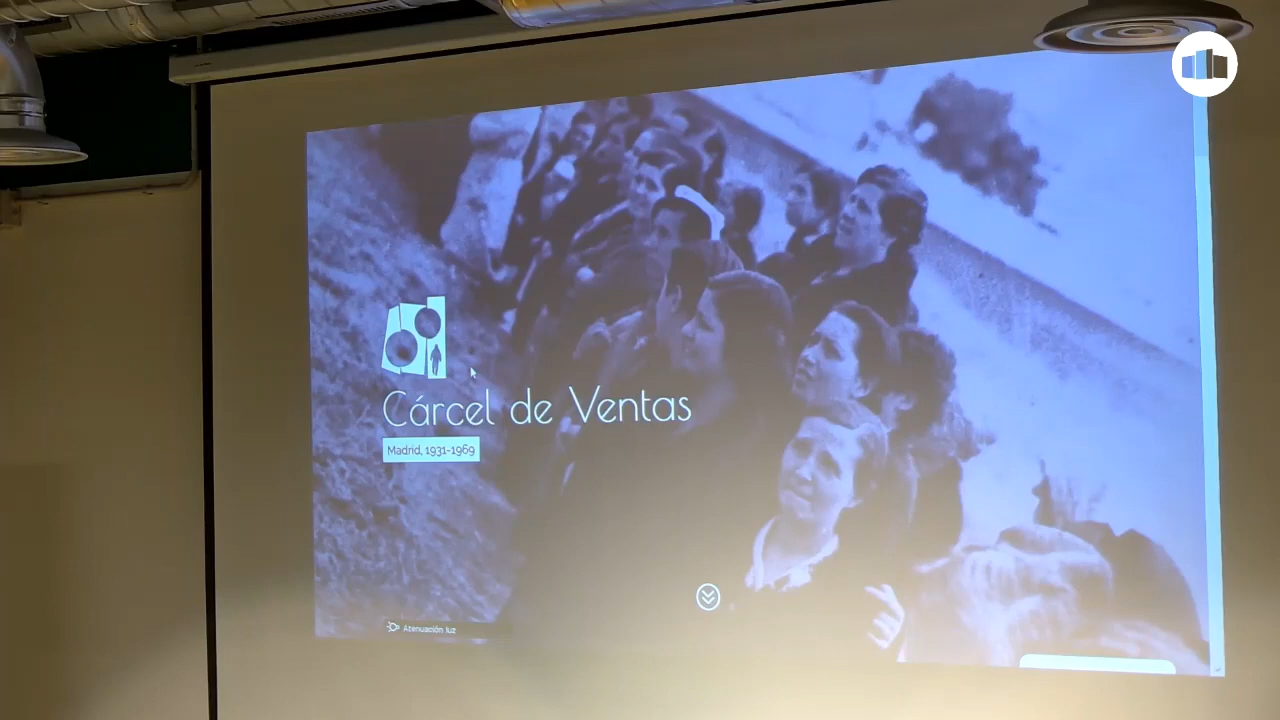 Cárcel de Ventas
Madrid, 1931-1969
Atenuación luz